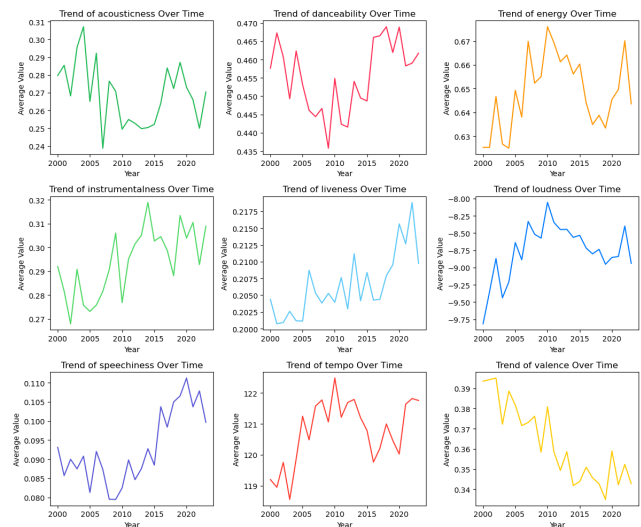 Trend of acousticness Over Time
0.31
0.30
0.29
0.28
0.27
0.26
0.25
0.24
Average Value
2000 2005 2010 2015 2020
Year
Trend of danceability Over Time
0.470
0.465
0.460
0.455
0.450
0.445
0.440
0.435
Average Value
2000 2005 2010 2015 2020
Year
Trend of energy Over Time
0.67
0.66
0.65
0.64
0.63
Average Value
2000 2005 2010 2015 2020
Year
Trend of instrumentalness Over Time
0.32
0.31
0.30
0.29
0.28
0.27
Average Value
2000 2005 2010 2015 2020
Year
Trend of liveness Over Time
0.2175
0.2150
0.2125
0.2100
0.2075
0.2050
0.2025
0.2000
Average Value
2000 2005 2010 2015 2020
Year
Trend of loudness Over Time
−8.00
−8.25
−8.50
−8.75
−9.00
−9.25
−9.50
−9.75
Average Value
2000 2005 2010 2015 2020
Year
Trend of speechiness Over Time
0.110
0.105
0.100
0.095
0.090
0.085
0.080
Average Value
2000 2005 2010 2015 2020
Year
Trend of tempo Over Time
122
121
120
119
Average Value
2000 2005 2010 2015 2020
Year
Trend of valence Over Time
0.39
0.38
0.37
0.36
0.35
0.34
Average Value
2000 2005 2010 2015 2020
Year